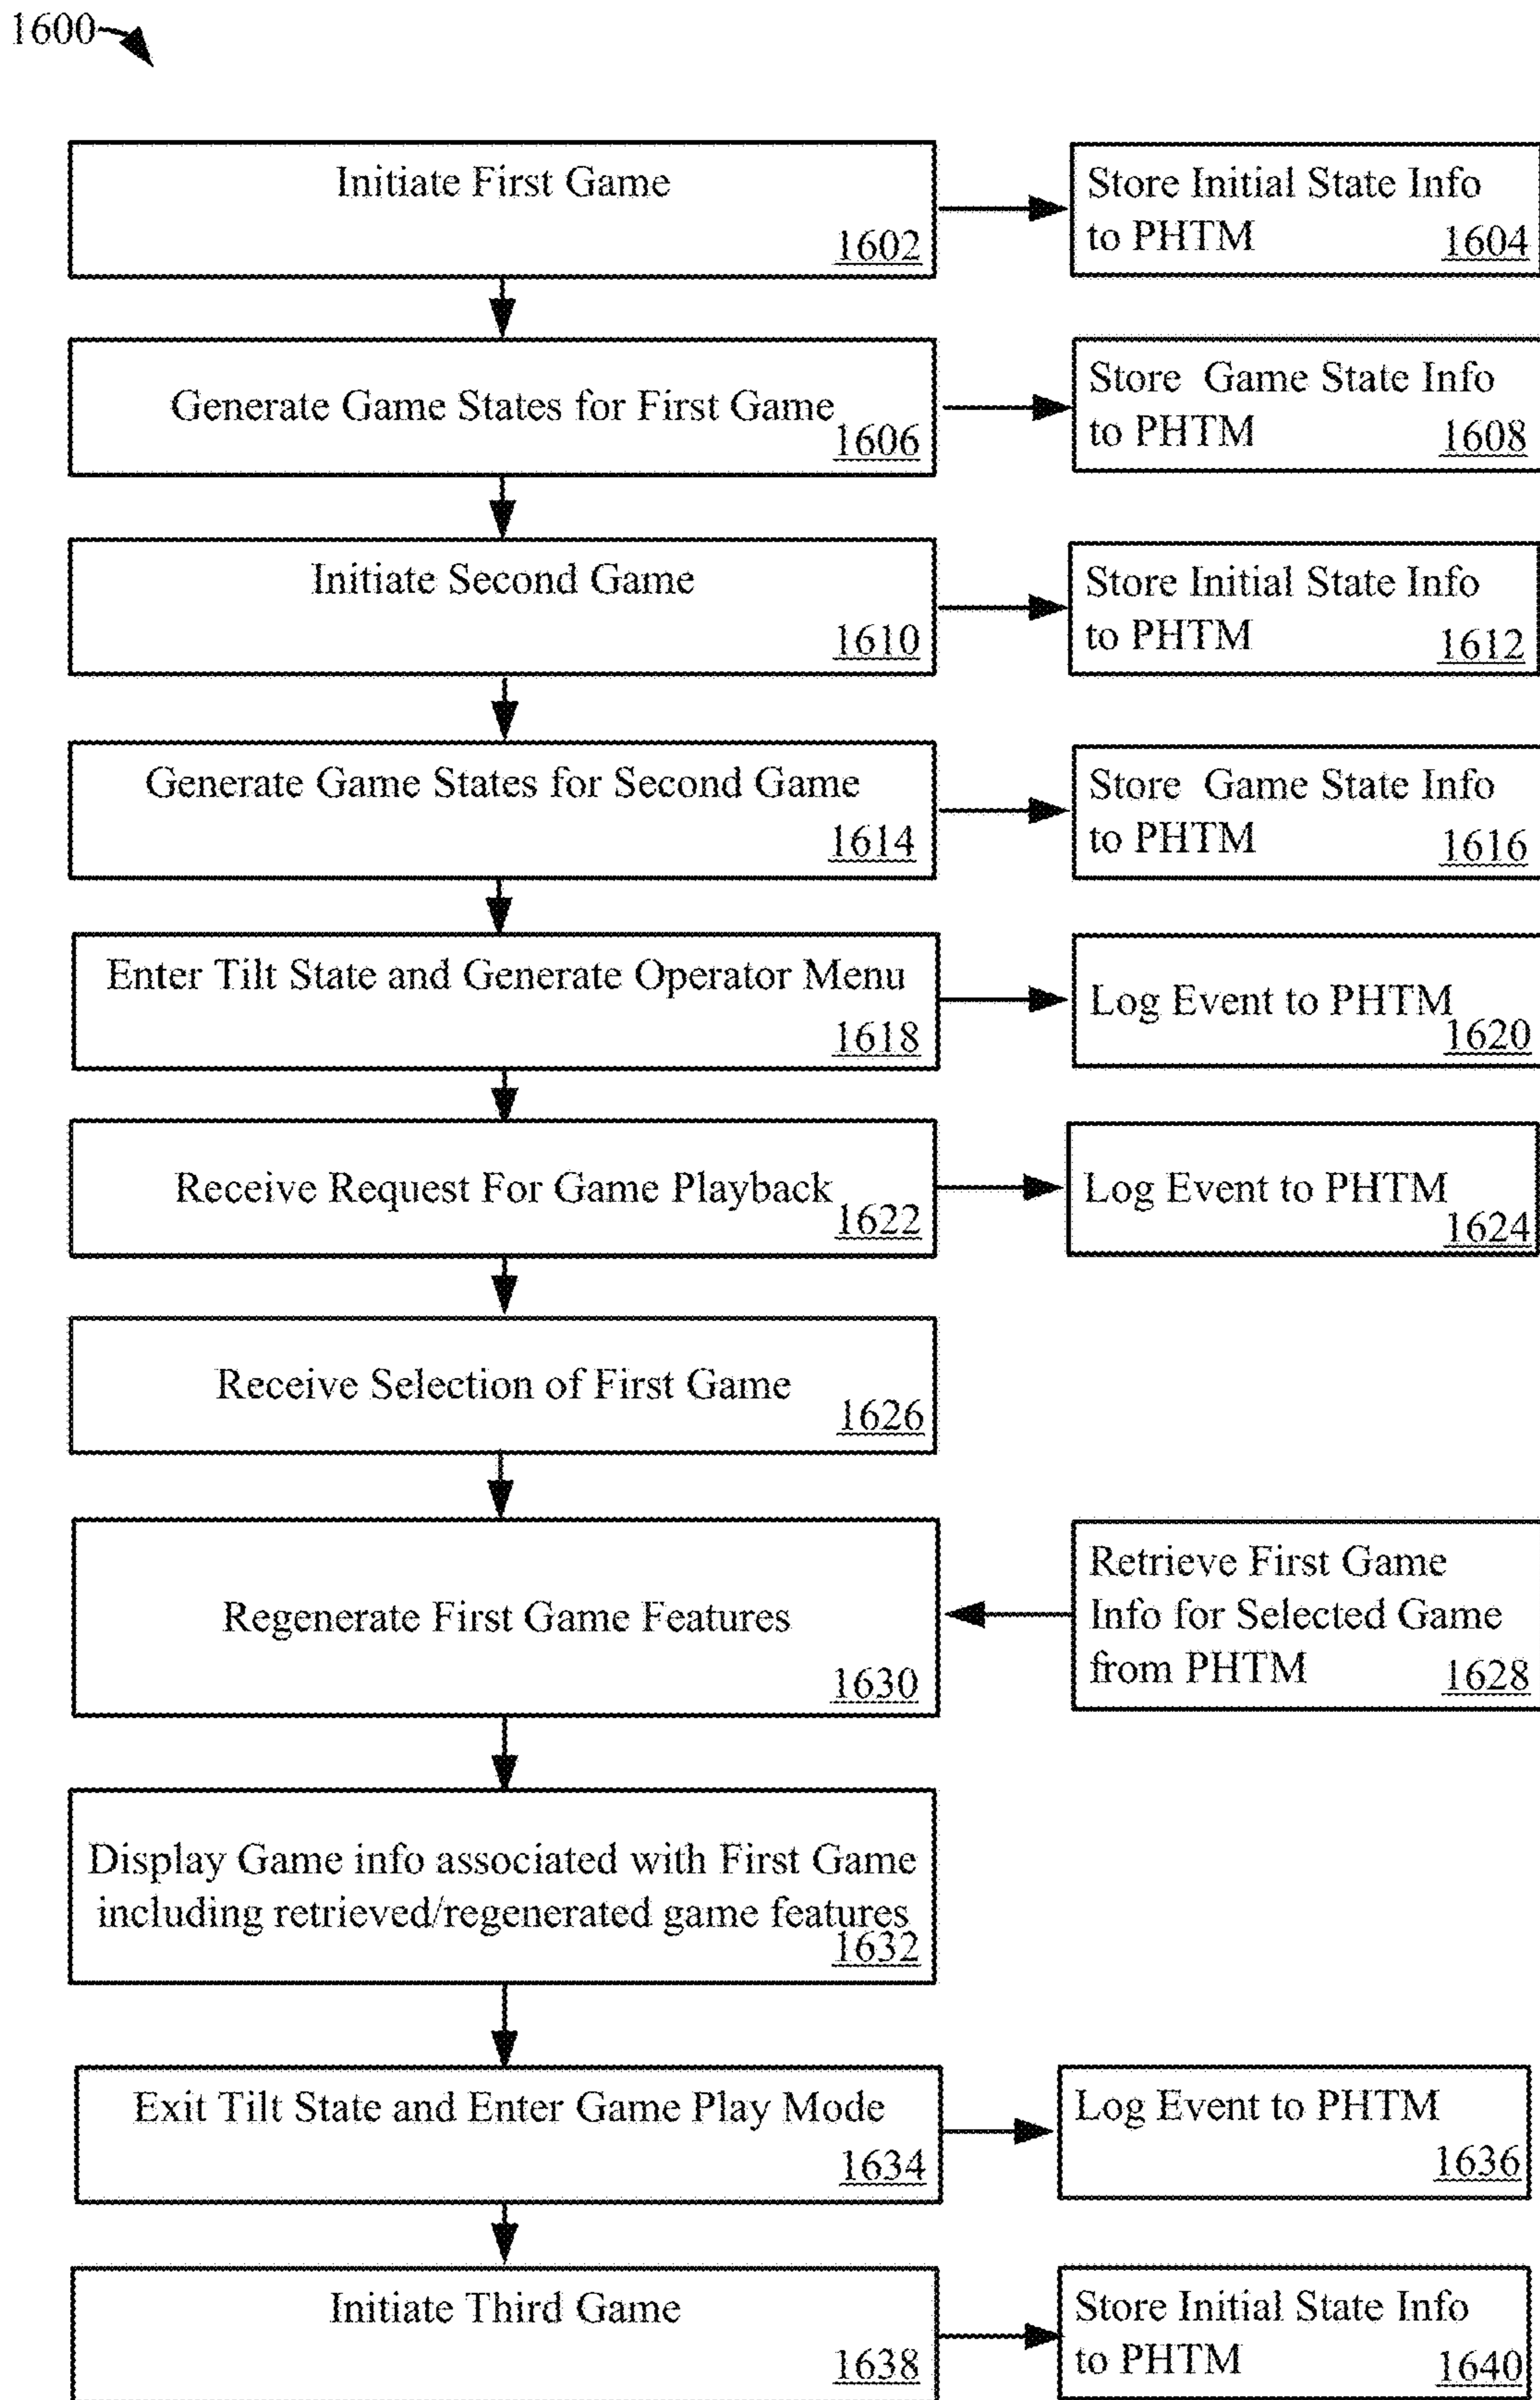 1600
Initiate First Game
1602
Store Initial State Info
to PHTM
1604
Generate Game States for First Game
1606
Store Game State Info
to PHTM
1608
Initiate Second Game
1610
Store Initial State Info
to PHTM
1612
Generate Game States for Second Game
1614
Store Game State Info
to PHTM
1616
Enter Tilt State and Generate Operator Menu
1618
Log Event to PHTM
1620
Receive Request For Game Playback
1622
Log Event to PHTM
1624
Receive Selection of First Game
1626
Regenerate First Game Features
1630
Retrieve First Game
Info for Selected Game
from PHTM
1628
Display Game info associated with First Game
including retrieved/regenerated game features
1632
Exit Tilt State and Enter Game Play Mode
1634
Log Event to PHTM
1636
Initiate Third Game
1638
Store Initial State Info
to PHTM
1640